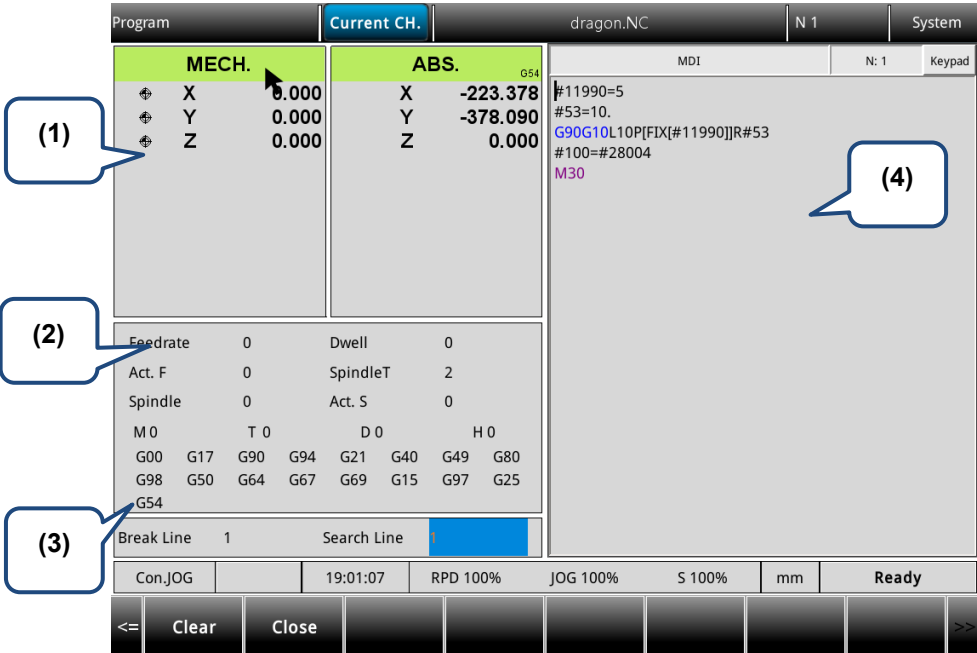 Program Current CH. dragon.NC N 1 System
MECH. ABS. G54
MDI N: 1 Keypad
X 0.000 X -223.378
Y 0.000 Y -378.090
Z 0.000 Z 0.000
#11990=5
#53=10.
G90G10L10P[FIX[#11990]]R#53
#100=#28004
M30
(1)
(4)
(2)
Feedrate 0 Dwell 0
Act. F 0 SpindleT 2
Spindle 0 Act. S 0
M 0 T 0 D 0 H 0
G00 G17 G90 G94 G21 G40 G49 G80
G98 G50 G64 G67 G69 G15 G97 G25
G54
(3)
Break Line 1 Search Line 1
Con.JOG 19:01:07 RPD 100% JOG 100% S 100% mm Ready
<= Clear Close >>